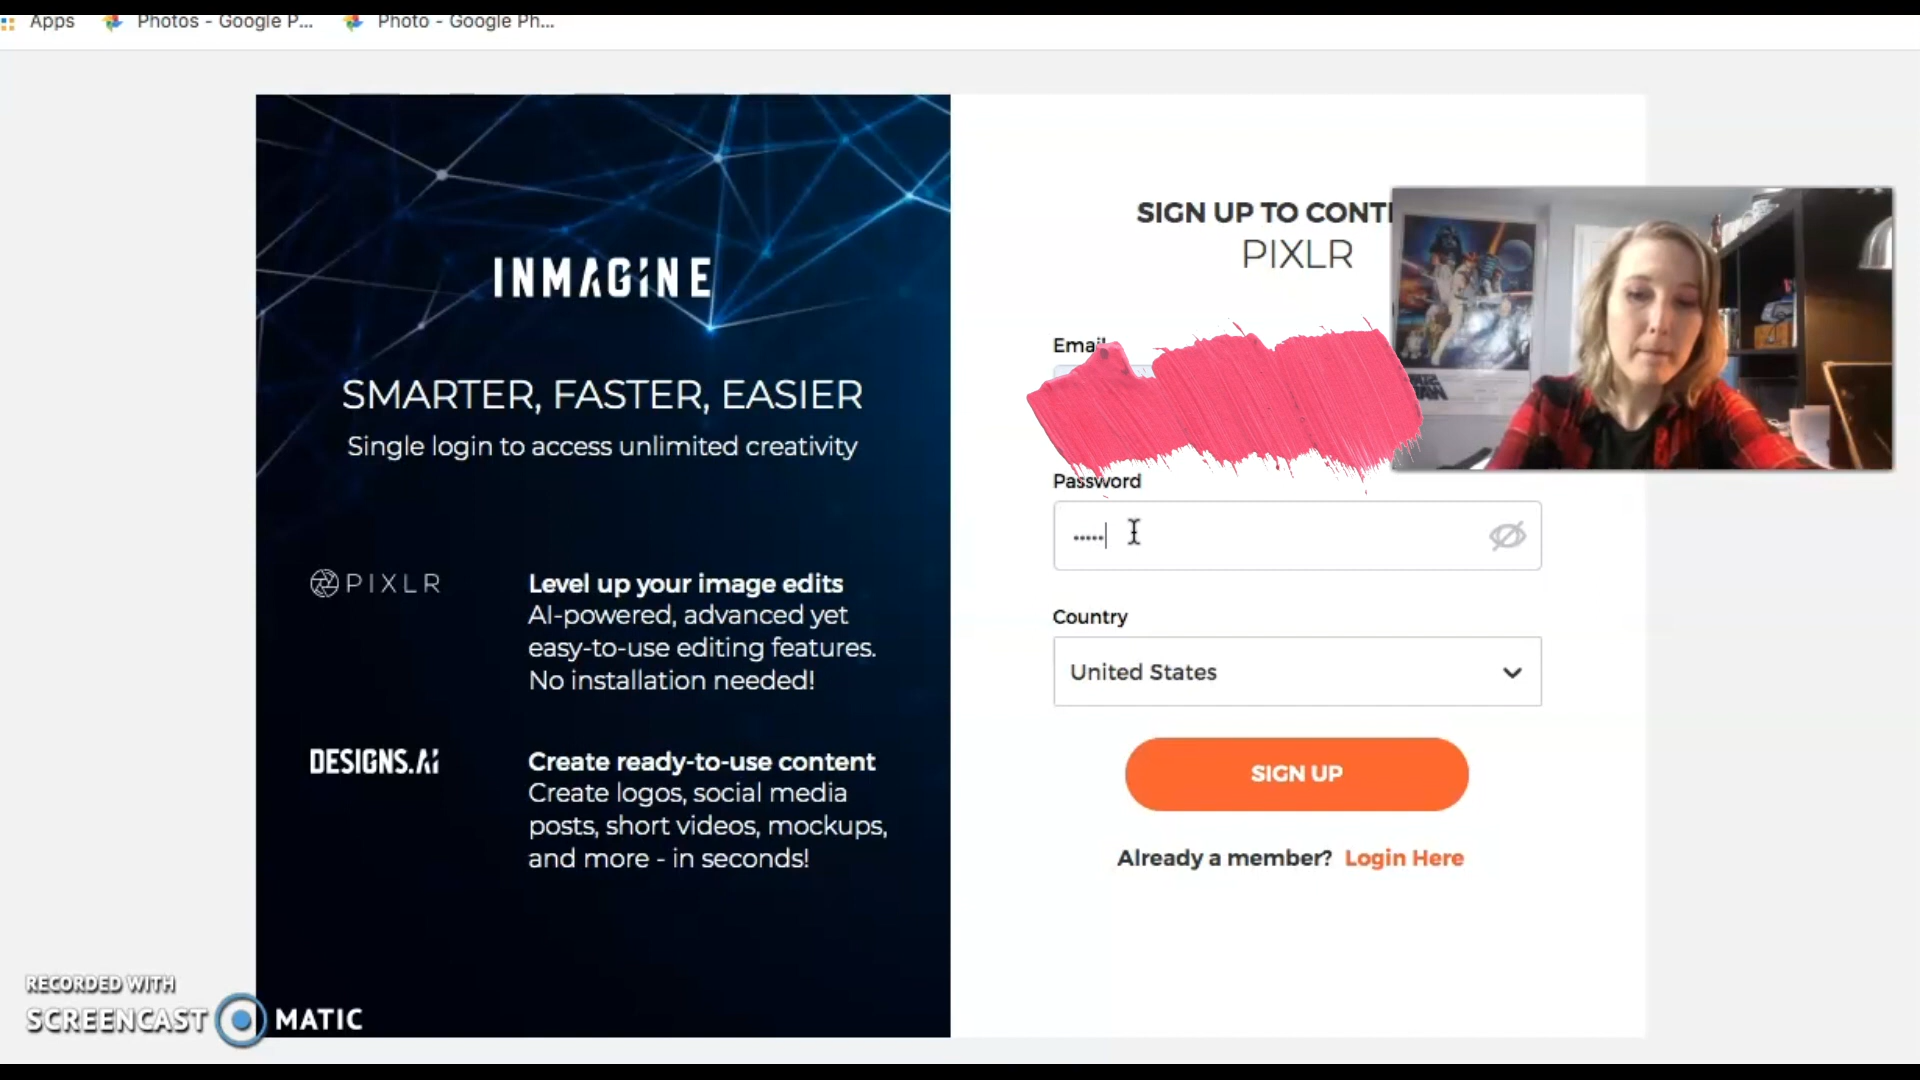 Apps
Photos - Google P...
Photo - Google Ph...
INMAGINE
SMARTER, FASTER, EASIER
Single login to access unlimited creativity
PIXLR
Level up your image edits
AI-powered, advanced yet
easy-to-use editing features.
No installation needed!
DESIGNS.Ai
Create ready-to-use content
Create logos, social media
posts, short videos, mockups,
and more - in seconds!
SIGN UP TO CONTI
PIXLR
Email
Password
Country
United States
SIGN UP
Already a member? Login Here
RECORDED WITH
SCREENCAST MATIC